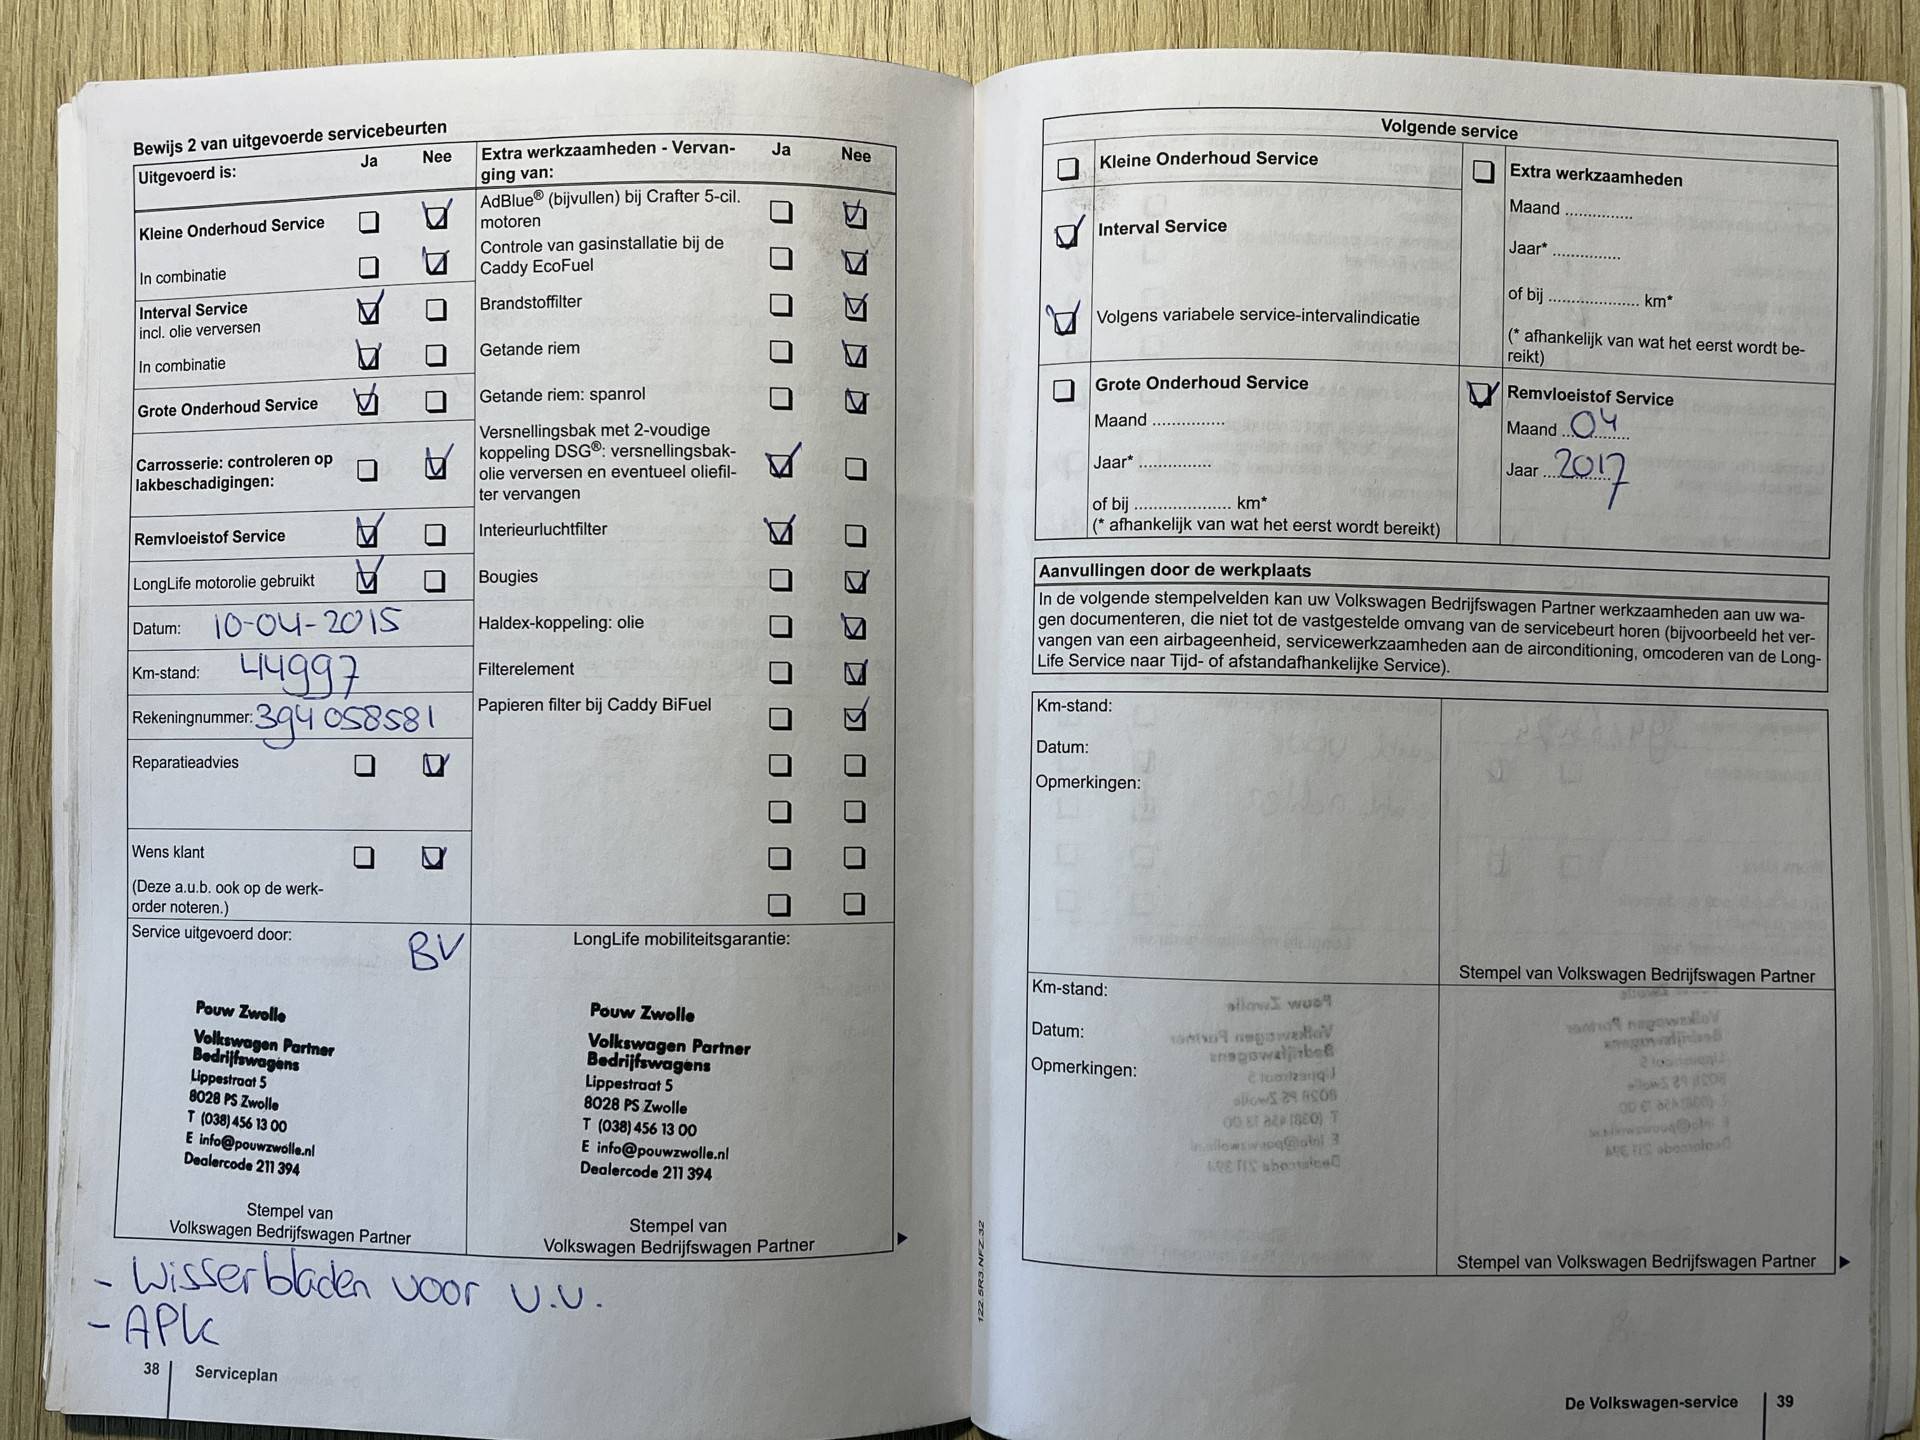 Bewijs 2 van uitgevoerde servicebeurten
Uitgevoerd is:
Ja
Nee
Kleine Onderhoud Service
In combinatie
Interval Service
incl. olie verversen
In combinatie
Grote Onderhoud Service
Carrosserie: controleren op
lakbeschadigingen:
Remvloeistof Service
LongLife motorolie gebruikt
Datum: 10-04-2015
Km-stand: 44997
Rekeningnummer: 394 058581
Reparatieadvies
Wens klant
(Deze a.u.b. ook op de werk-
order noteren.)
Extra werkzaamheden - Vervan-
ging van:
Ja
Nee
AdBlue® (bijvullen) bij Crafter 5-cil.
motoren
Controle van gasinstallatie bij de
Caddy EcoFuel
Brandstoffilter
Getande riem
Getande riem: spanrol
Versnellingsbak met 2-voudige
koppeling DSG®: versnellingsbak-
olie verversen en eventueel oliefil-
ter vervangen
Interieurluchtfilter
Bougies
Haldex-koppeling: olie
Filterelement
Papieren filter bij Caddy BiFuel
Service uitgevoerd door:
BV
Pouw Zwolle
Volkswagen Partner
Bedrijfswagens
Lippestraat 5
8028 PS Zwolle
T (038) 456 13 00
E info@pouwzwolle.nl
Dealercode 211 394
Stempel van
Volkswagen Bedrijfswagen Partner
LongLife mobiliteitsgarantie:
Pouw Zwolle
Volkswagen Partner
Bedrijfswagens
Lippestraat 5
8028 PS Zwolle
T (038) 456 13 00
E info@pouwzwolle.nl
Dealercode 211 394
Stempel van
Volkswagen Bedrijfswagen Partner
- Wisserbladen voor v.v.
- APK
38
Serviceplan
122.5R3.NFZ.32
Volgende service
Kleine Onderhoud Service
Interval Service
Volgens variabele service-intervalindicatie
Grote Onderhoud Service
Maand ...............
Jaar* ...............
of bij .................... km*
(* afhankelijk van wat het eerst wordt bereikt)
Extra werkzaamheden
Maand ..............
Jaar* ..............
of bij ................... km*
(* afhankelijk van wat het eerst wordt be-
reikt)
Remvloeistof Service
Maand 04
Jaar 2017
Aanvullingen door de werkplaats
In de volgende stempelvelden kan uw Volkswagen Bedrijfswagen Partner werkzaamheden aan uw wa-
gen documenteren, die niet tot de vastgestelde omvang van de servicebeurt horen (bijvoorbeeld het ver-
vangen van een airbageenheid, servicewerkzaamheden aan de airconditioning, omcoderen van de Long-
Life Service naar Tijd- of afstandafhankelijke Service).
Km-stand:
Datum:
Opmerkingen:
Stempel van Volkswagen Bedrijfswagen Partner
Km-stand:
Datum:
Opmerkingen:
Stempel van Volkswagen Bedrijfswagen Partner
De Volkswagen-service
39